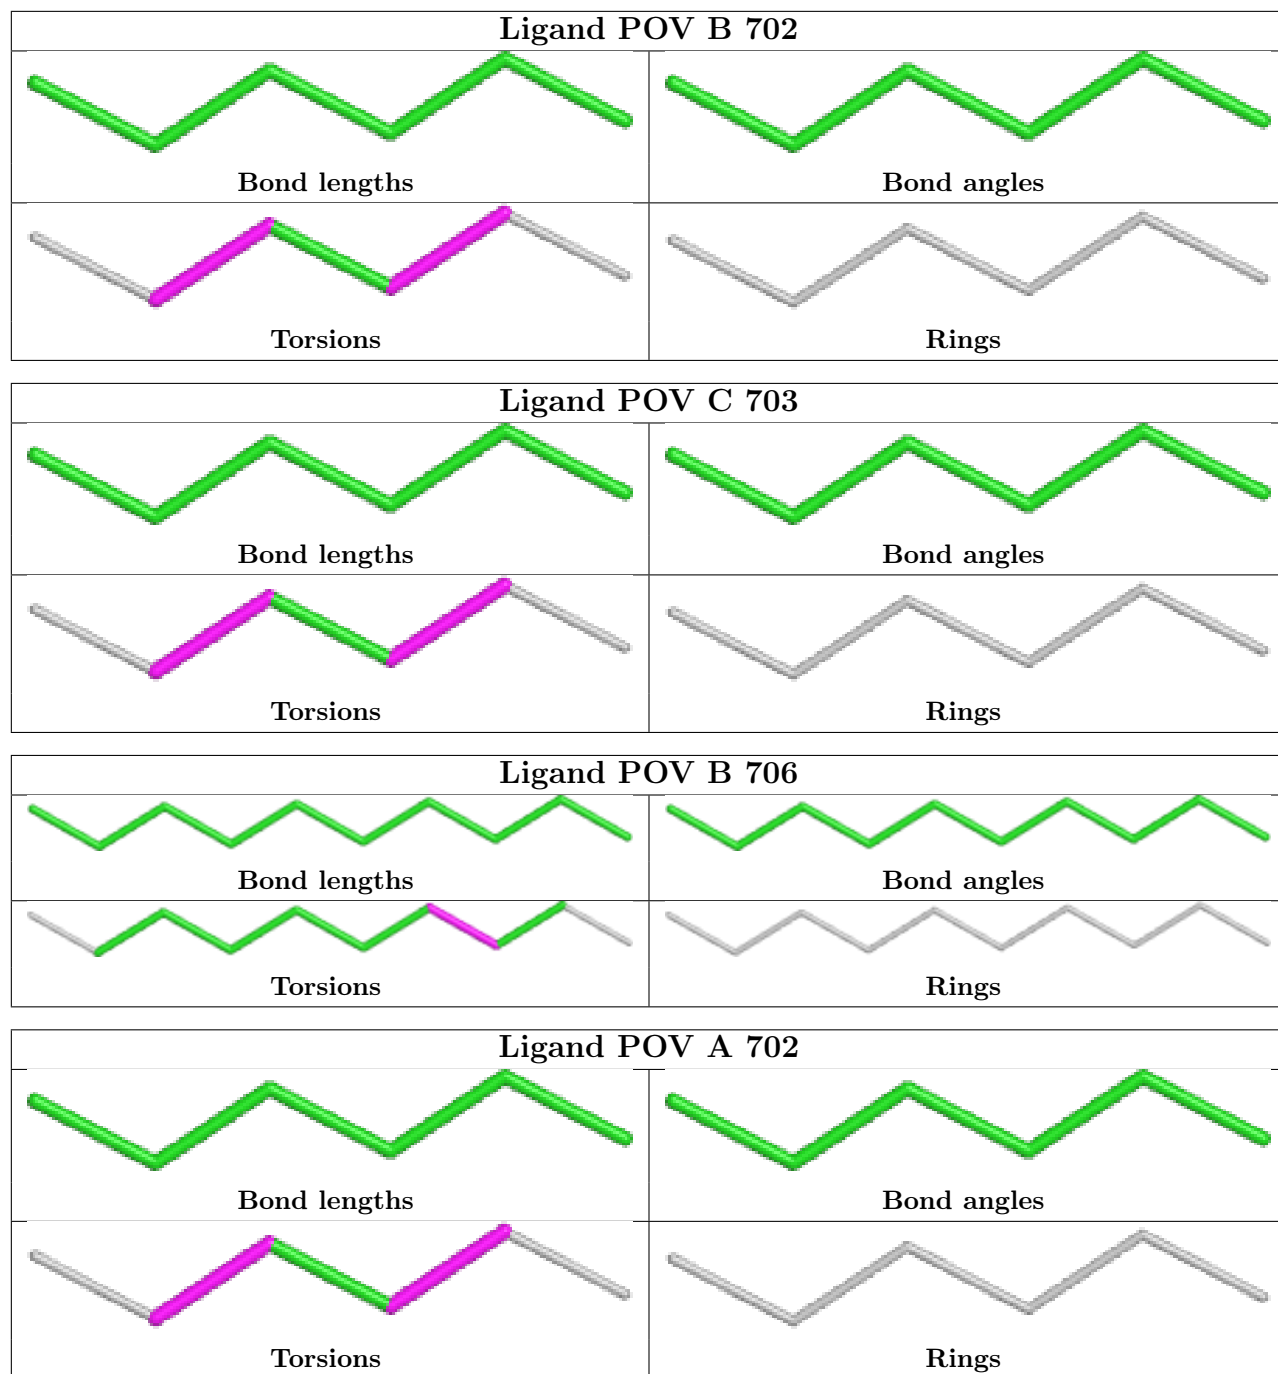 Ligand POV B 702
Bond lengths
Bond angles
Torsions
Rings
Ligand POV C 703
Bond lengths
Bond angles
Torsions
Rings
Ligand POV B 706
Bond lengths
Bond angles
Torsions
Rings
Ligand POV A 702
Bond lengths
Bond angles
Torsions
Rings